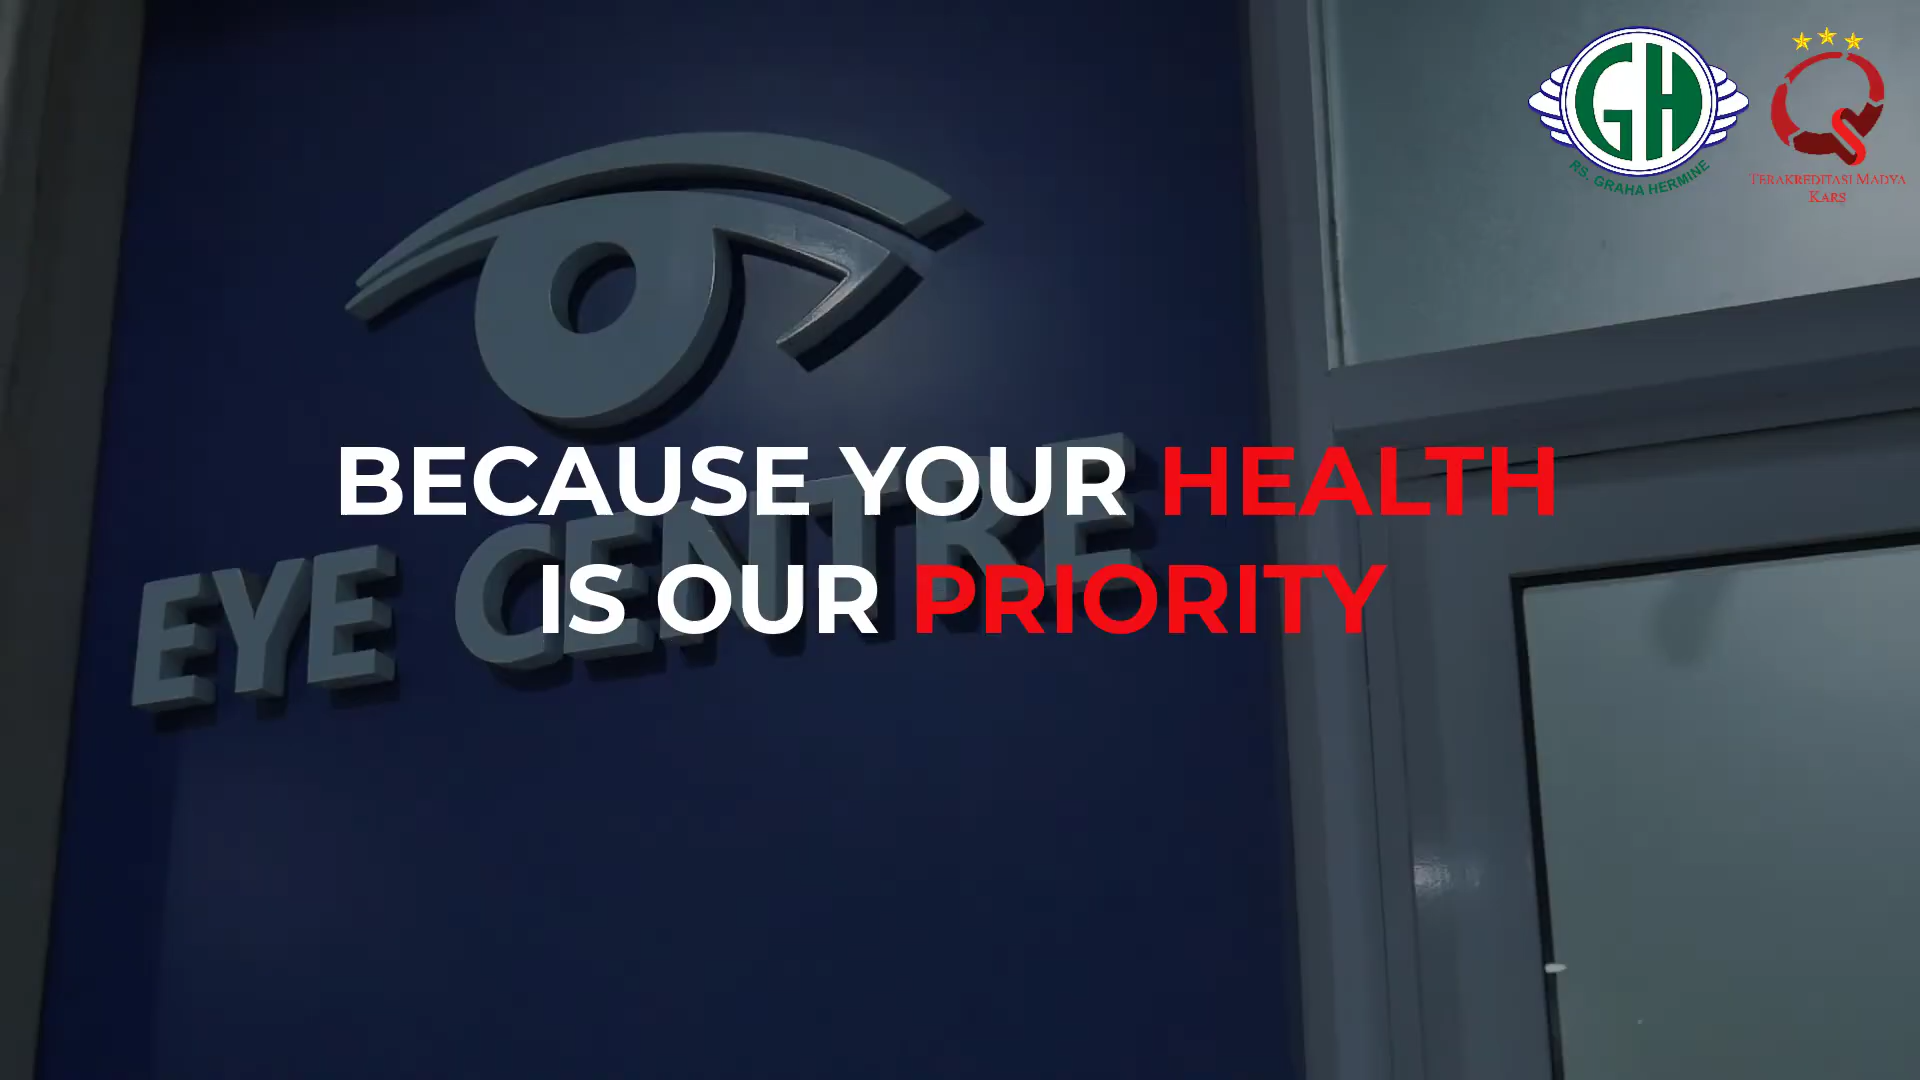 GH
RS. GRAHA HERMINE
TERAKREDITASI MADYA
KARS
BECAUSE YOUR HEALTH
IS OUR PRIORITY
EYE CENTRE